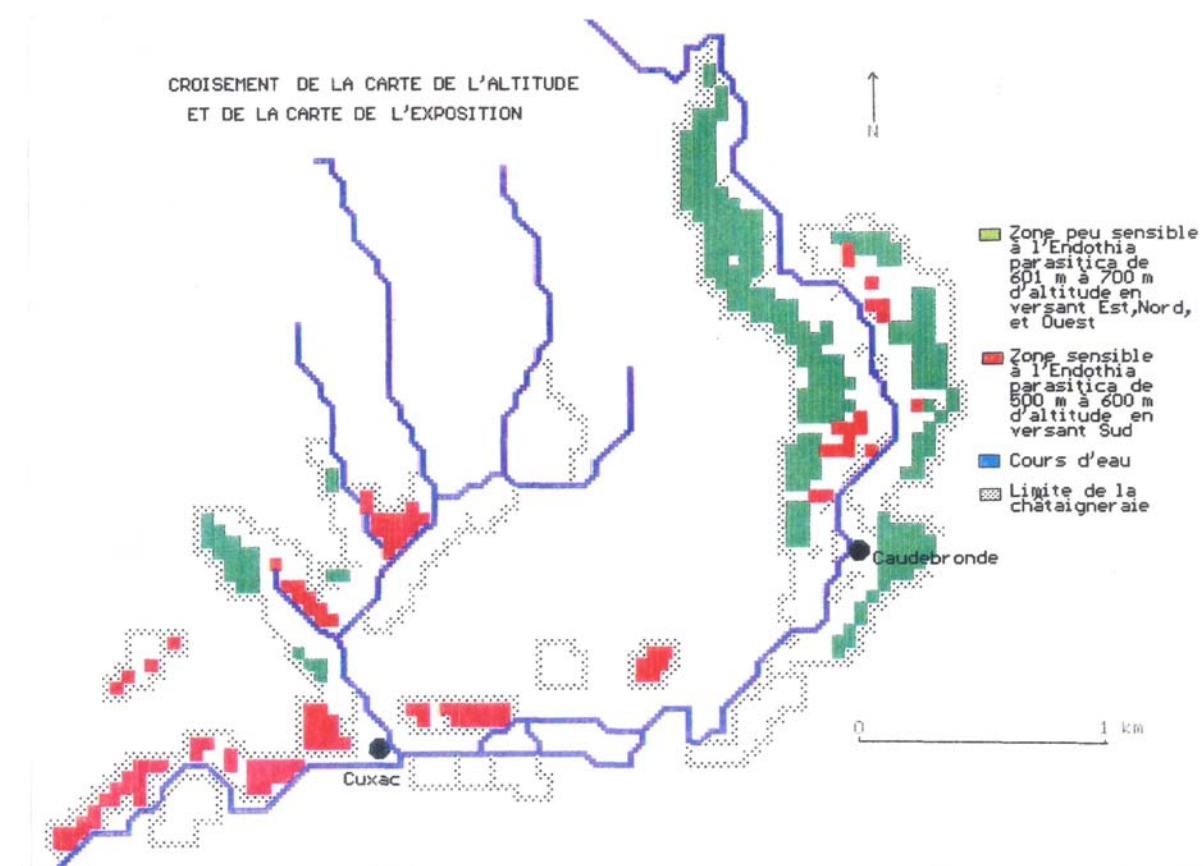 CROISEMENT DE LA CARTE DE L'ALTITUDE
ET DE LA CARTE DE L'EXPOSITION
N
Zone peu sensible
à l'Endothia
parasitica de
601 m à 700 m
d'altitude en
versant Est,Nord,
et Ouest
Zone sensible
à l'Endothia
parasitica de
500 m à 600 m
d'altitude en
versant Sud
Cours d'eau
Limite de la
châtaigneraie
Caudebronde
0 1 km
Cuxac